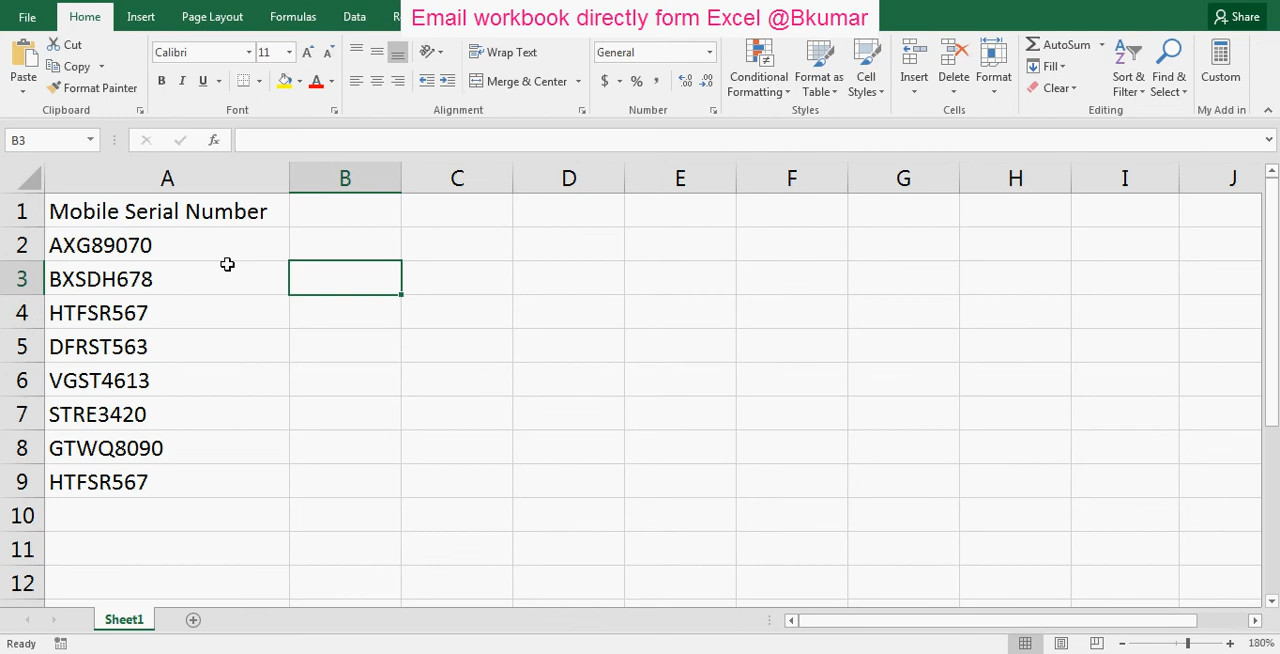 File Home Insert Page Layout Formulas Data R Email workbook directly form Excel @Bkumar Share
Paste Cut Copy Format Painter Clipboard
Calibri 11 B I U A Font
Wrap Text Merge & Center Alignment
General $ % , Number
Conditional Formatting Format as Table Cell Styles Styles
Insert Delete Format Cells
AutoSum Fill Clear Sort & Filter Find & Select Editing
Custom My Add in
B3 fx
A B C D E F G H I J
1 Mobile Serial Number
2 AXG89070
3 BXSDH678
4 HTFSR567
5 DFRST563
6 VGST4613
7 STRE3420
8 GTWQ8090
9 HTFSR567
10
11
12
Sheet1
Ready 180%